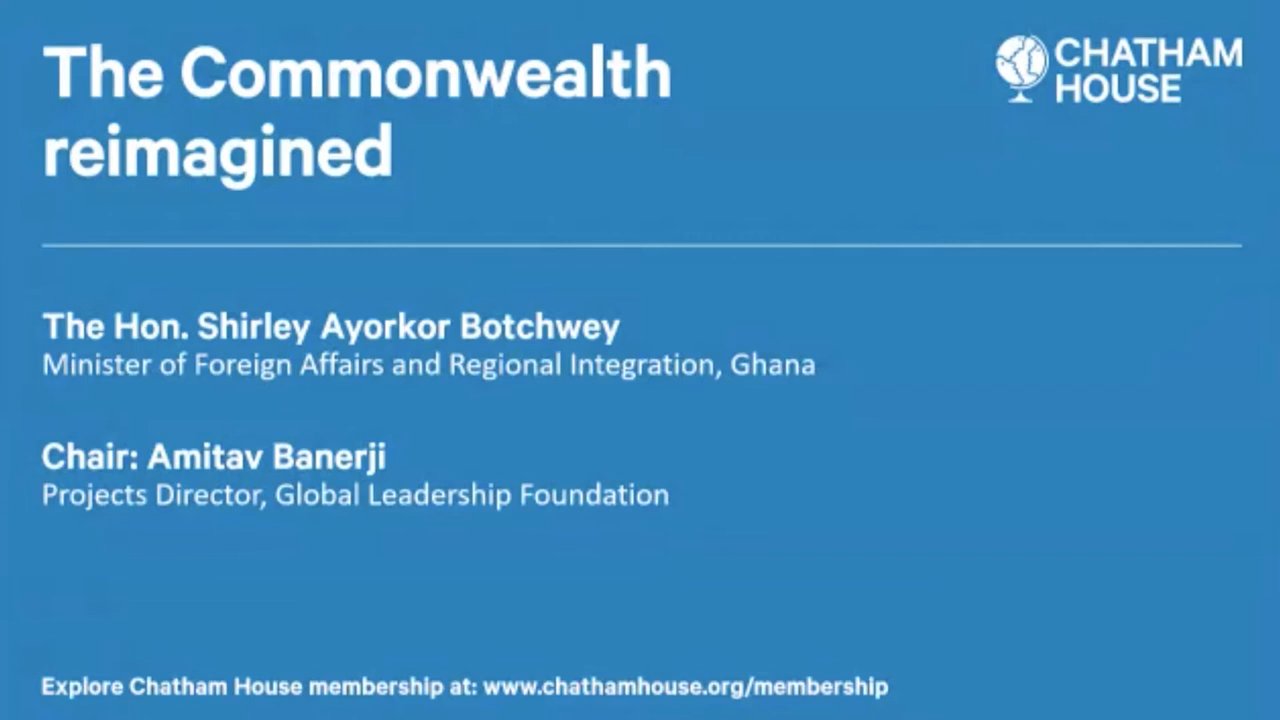 The Commonwealth
reimagined
CHATHAM
HOUSE
The Hon. Shirley Ayorkor Botchwey
Minister of Foreign Affairs and Regional Integration, Ghana
Chair: Amitav Banerji
Projects Director, Global Leadership Foundation
Explore Chatham House membership at: www.chathamhouse.org/membership